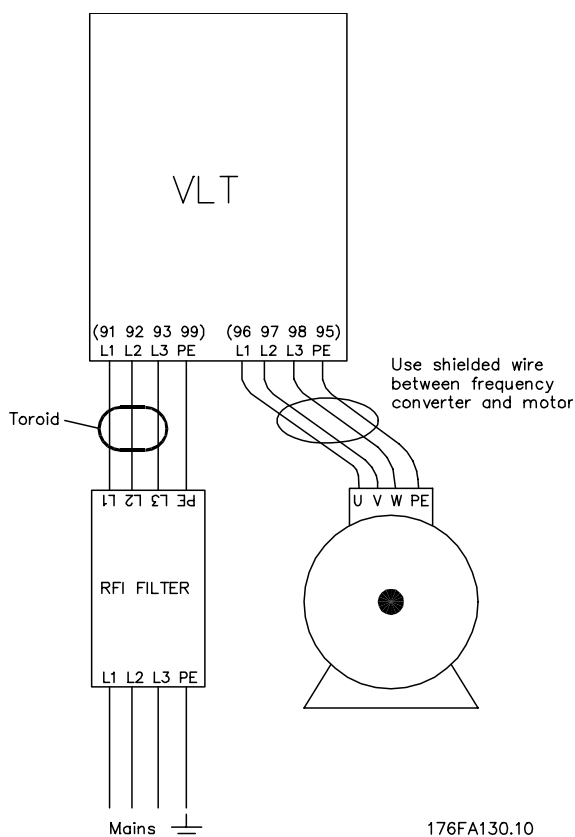 VLT
(91 92 93 99)
L1 L2 L3 PE
(96 97 98 95)
L1 L2 L3 PE
Use shielded wire
between frequency
converter and motor
Toroid
L1 L2 L3 PE
U V W PE
RFI FILTER
L1 L2 L3 PE
Mains
176FA130.10